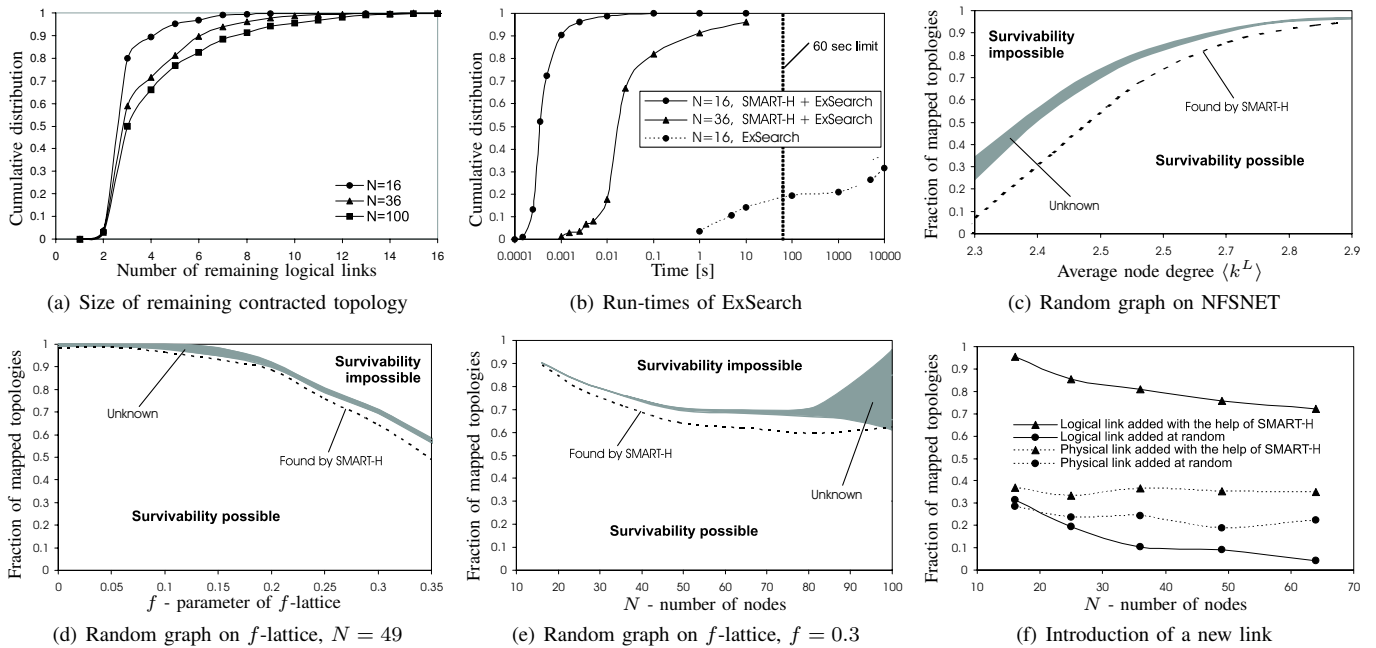 1
0.9
0.8
0.7
0.6
0.5
0.4
0.3
0.2
0.1
0
Cumulative distribution
N=16
N=36
N=100
0 2 4 6 8 10 12 14 16
Number of remaining logical links
(a) Size of remaining contracted topology
1
0.9
0.8
0.7
0.6
0.5
0.4
0.3
0.2
0.1
0
Cumulative distribution
60 sec limit
N=16, SMART-H + ExSearch
N=36, SMART-H + ExSearch
N=16, ExSearch
0.0001 0.001 0.01 0.1 1 10 100 1000 10000
Time [s]
(b) Run-times of ExSearch
1
0.9
0.8
0.7
0.6
0.5
0.4
0.3
0.2
0.1
0
Fraction of mapped topologies
Survivability
impossible
Found by SMART-H
Survivability possible
Unknown
2.3 2.4 2.5 2.6 2.7 2.8 2.9
Average node degree ⟨k^L⟩
(c) Random graph on NFSNET
1
0.9
0.8
0.7
0.6
0.5
0.4
0.3
0.2
0.1
0
Fraction of mapped topologies
Survivability
impossible
Unknown
Found by SMART-H
Survivability possible
0 0.05 0.1 0.15 0.2 0.25 0.3 0.35
f - parameter of f-lattice
(d) Random graph on f-lattice, N = 49
1
0.9
0.8
0.7
0.6
0.5
0.4
0.3
0.2
0.1
0
Fraction of mapped topologies
Survivability impossible
Found by SMART-H
Unknown
Survivability possible
10 20 30 40 50 60 70 80 90 100
N - number of nodes
(e) Random graph on f-lattice, f = 0.3
1
0.9
0.8
0.7
0.6
0.5
0.4
0.3
0.2
0.1
0
Fraction of mapped topologies
Logical link added with the help of SMART-H
Logical link added at random
Physical link added with the help of SMART-H
Physical link added at random
10 20 30 40 50 60 70
N - number of nodes
(f) Introduction of a new link